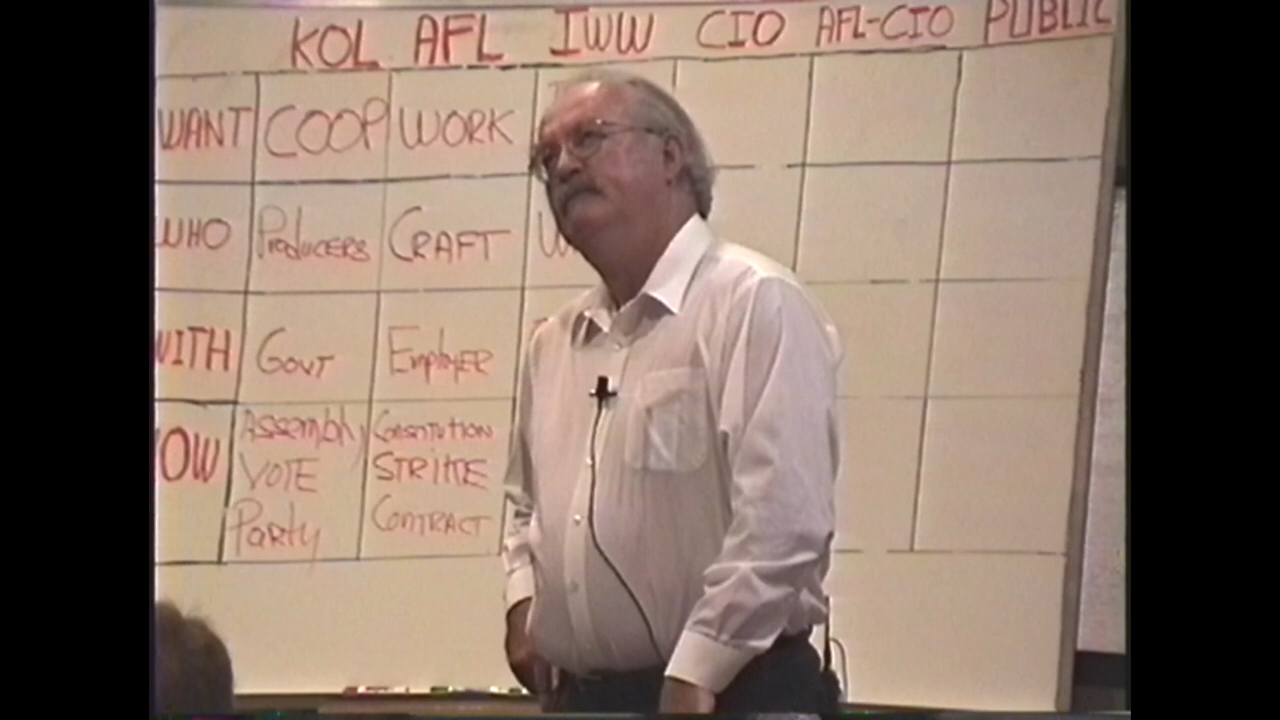 KOL AFL IWW CIO AFL-CIO PUBLIC
WANT COOP WORK
WHO Producers CRAFT
WITH Govt Employer
OW Assembly Constitution
VOTE STRIKE
Party Contract